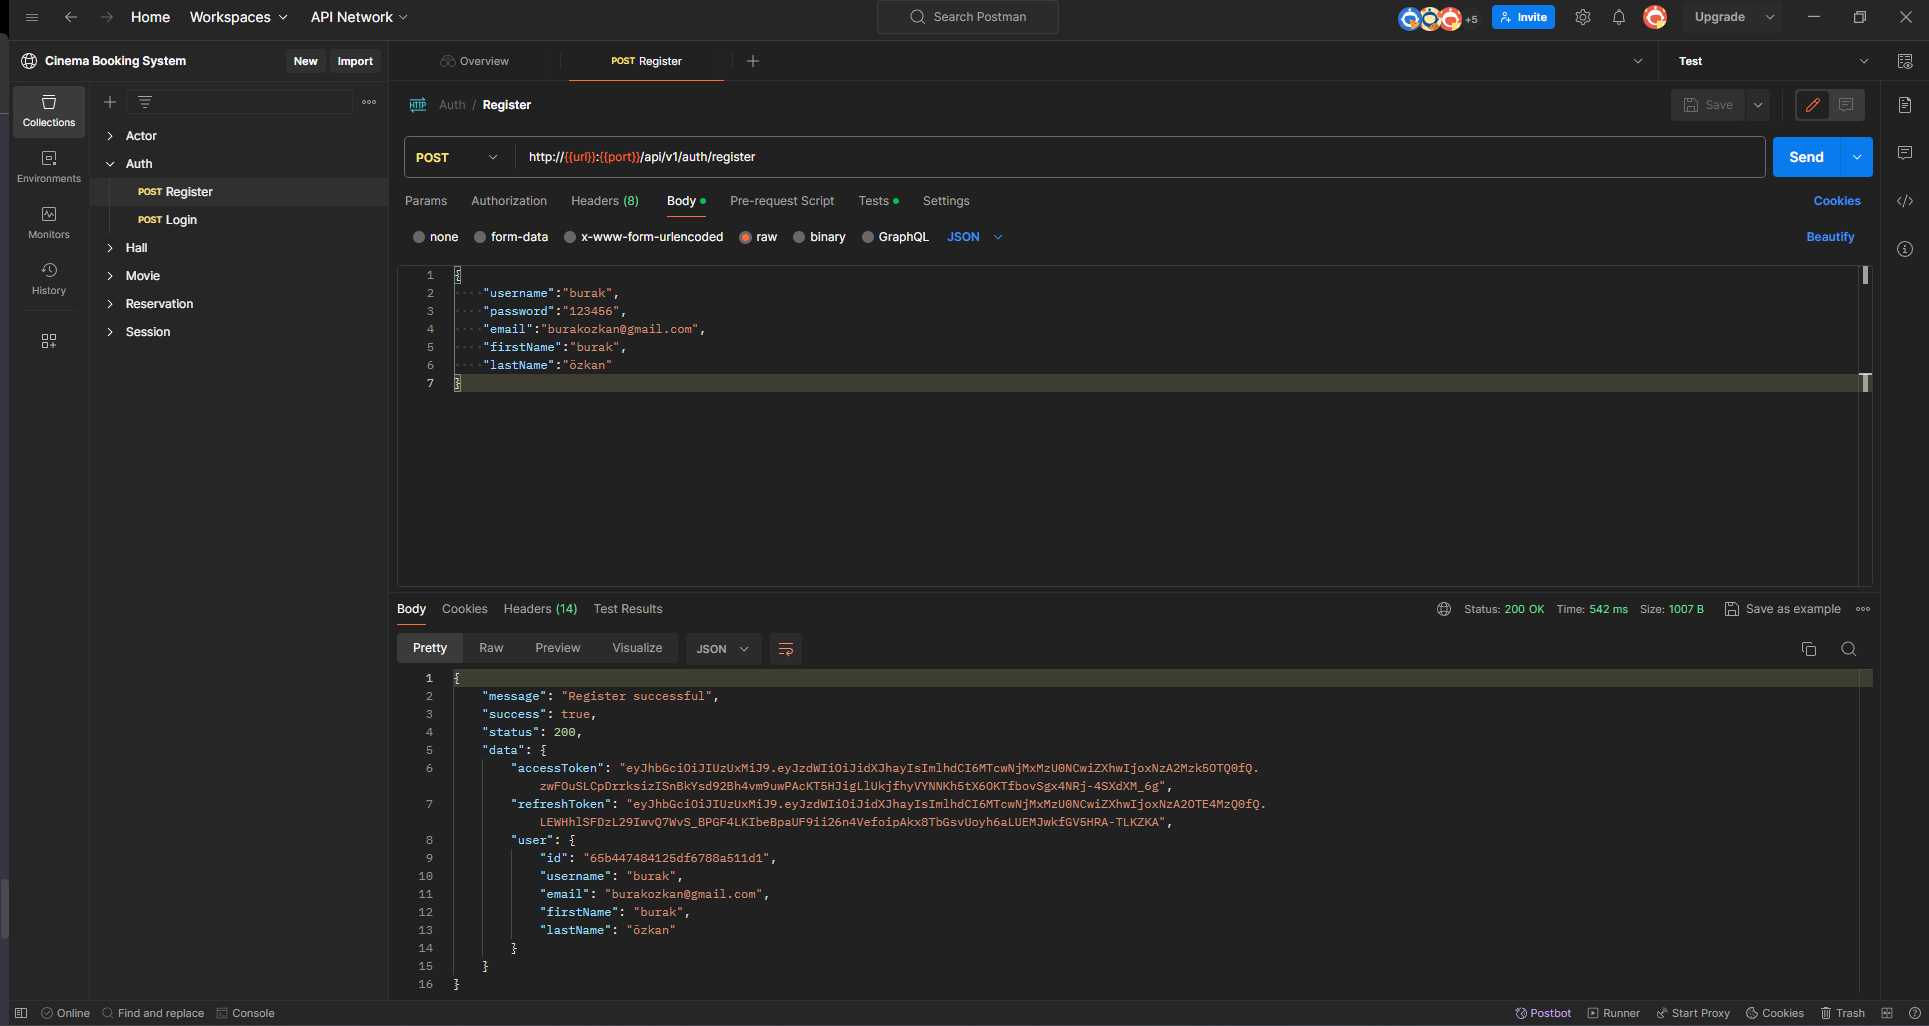 Home Workspaces API Network Search Postman +5 Invite Upgrade
Cinema Booking System New Import Overview POST Register Test
Collections
Environments
Monitors
History
Actor
Auth
POST Register
POST Login
Hall
Movie
Reservation
Session
HTTP Auth / Register Save
POST http://{{url}}:{{port}}/api/v1/auth/register Send
Params Authorization Headers (8) Body Pre-request Script Tests Settings Cookies
none form-data x-www-form-urlencoded raw binary GraphQL JSON Beautify
1 {
2 "username":"burak",
3 "password":"123456",
4 "email":"burakozkan@gmail.com",
5 "firstName":"burak",
6 "lastName":"özkan"
7 }
Body Cookies Headers (14) Test Results Status: 200 OK Time: 542 ms Size: 1007 B Save as example
Pretty Raw Preview Visualize JSON
1 {
2 "message": "Register successful",
3 "success": true,
4 "status": 200,
5 "data": {
6 "accessToken": "eyJhbGciOiJIUzUxMiJ9.eyJzdWIiOiJidXJhayIsImlhdCI6MTcwNjMxMzU0NCwiZXhwIjoxNzA2Mzk5OTQ0fQ.
zwFOuSLCpDrrksizISnBkYsd92Bh4vm9uwPAcKT5HJigLlUkjfhyVYNNKh5tX6OKTfbovSgx4NRj-4SXdXM_6g",
7 "refreshToken": "eyJhbGciOiJIUzUxMiJ9.eyJzdWIiOiJidXJhayIsImlhdCI6MTcwNjMxMzU0NCwiZXhwIjoxNzA2OTE4MzQ0fQ.
LEWHhlSFDzL29IwvQ7WvS_BPGF4LKIbeBpaUF9ii26n4VefoipAkx8TbGsvUoyh6aLUEMJwkfGV5HRA-TLKZKA",
8 "user": {
9 "id": "65b447484125df6788a511d1",
10 "username": "burak",
11 "email": "burakozkan@gmail.com",
12 "firstName": "burak",
13 "lastName": "özkan"
14 }
15 }
16 }
Online Find and replace Console Postbot Runner Start Proxy Cookies Trash